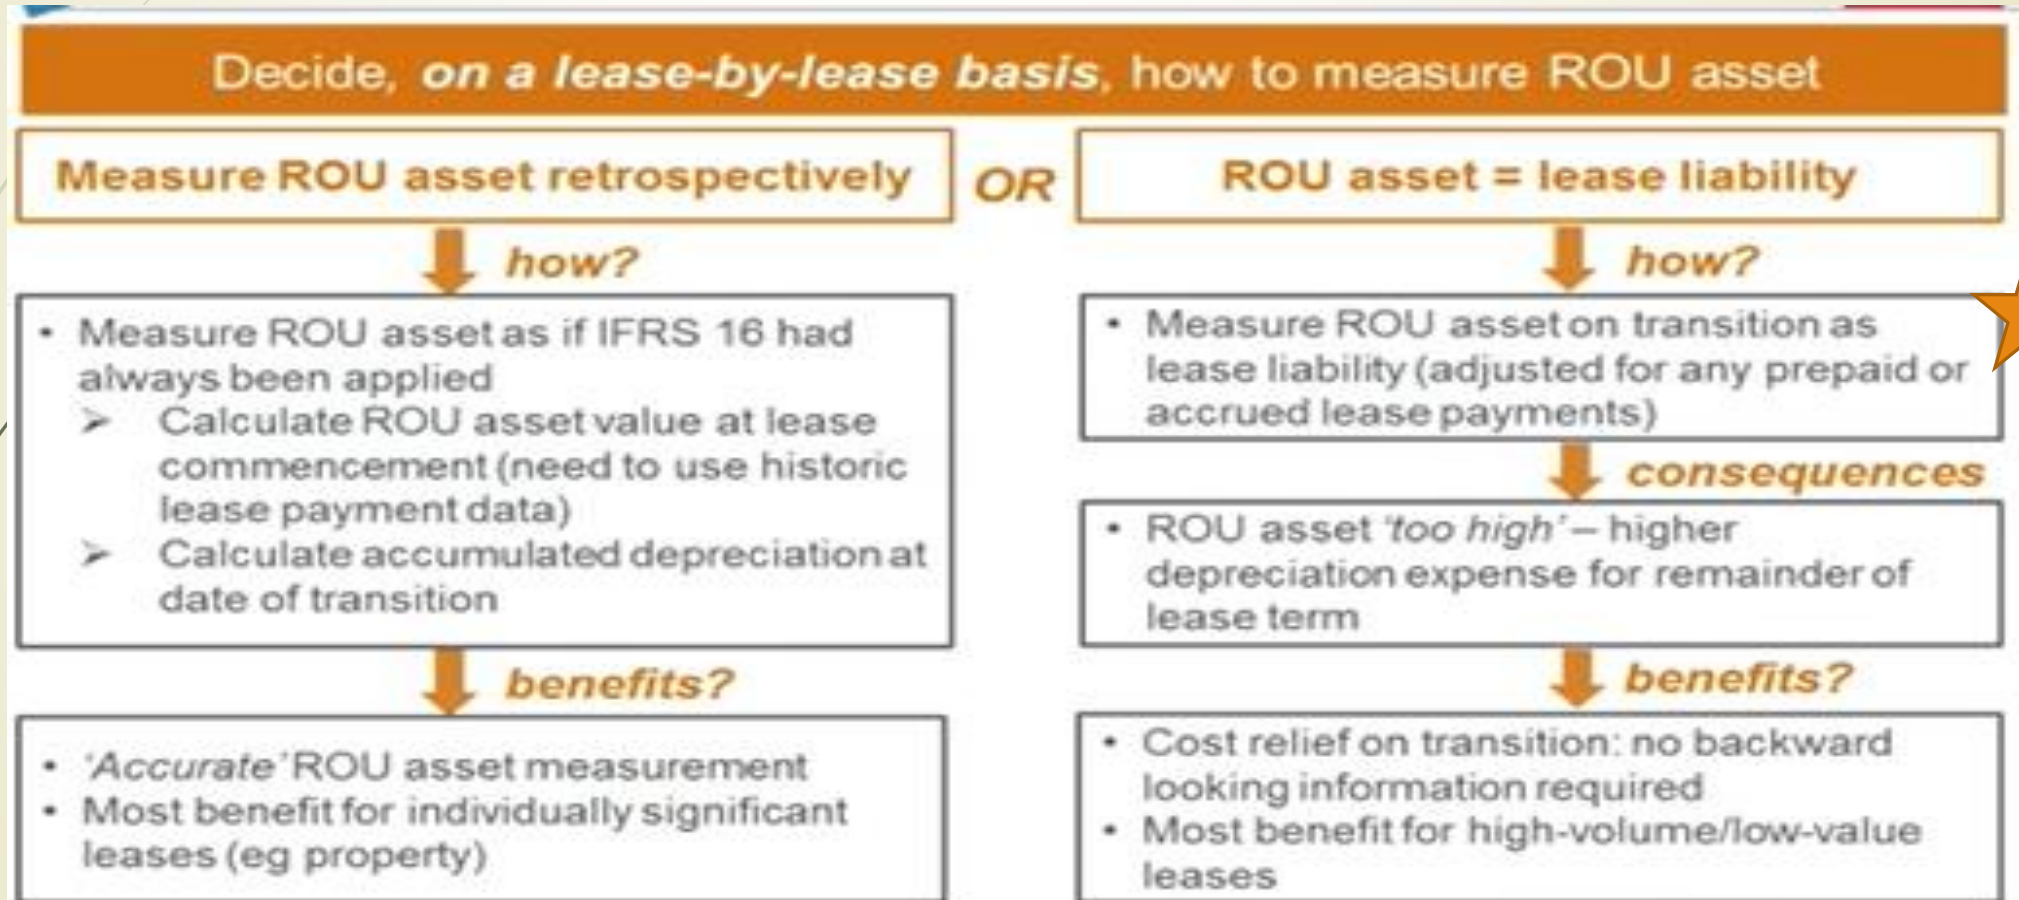 Decide, on a lease-by-lease basis, how to measure ROU asset
Measure ROU asset retrospectively
OR
ROU asset = lease liability
how?
• Measure ROU asset as if IFRS 16 had
always been applied
➢ Calculate ROU asset value at lease
commencement (need to use historic
lease payment data)
➢ Calculate accumulated depreciation at
date of transition
benefits?
• 'Accurate' ROU asset measurement
• Most benefit for individually significant
leases (eg property)
how?
• Measure ROU asset on transition as
lease liability (adjusted for any prepaid or
accrued lease payments)
consequences
• ROU asset 'too high' – higher
depreciation expense for remainder of
lease term
benefits?
• Cost relief on transition: no backward
looking information required
• Most benefit for high-volume/low-value
leases